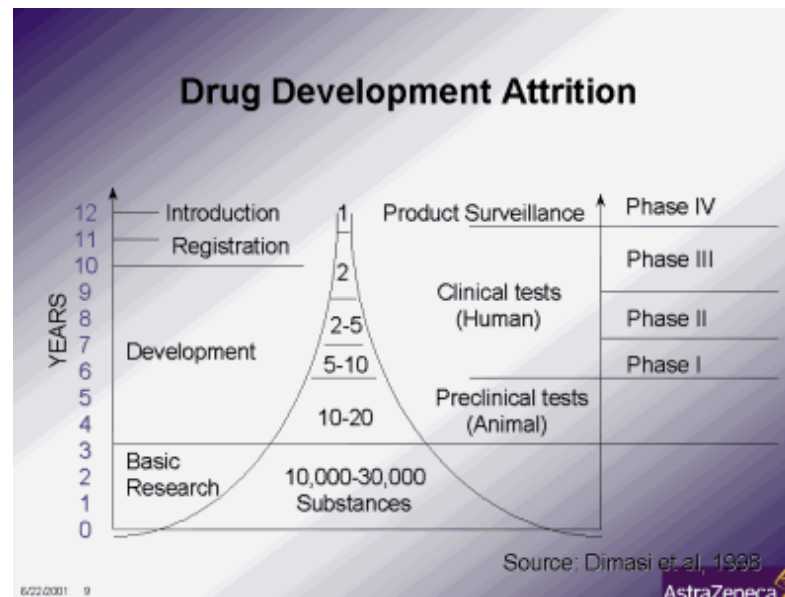 Drug Development Attrition
12
11
10
9
8
7
6
5
4
3
2
1
0
YEARS
Introduction
Registration
Development
Basic
Research
1
2
2-5
5-10
10-20
10,000-30,000
Substances
Product Surveillance
Clinical tests
(Human)
Preclinical tests
(Animal)
Phase IV
Phase III
Phase II
Phase I
Source: Dimasi et al, 1998
6/22/2001 9
AstraZeneca